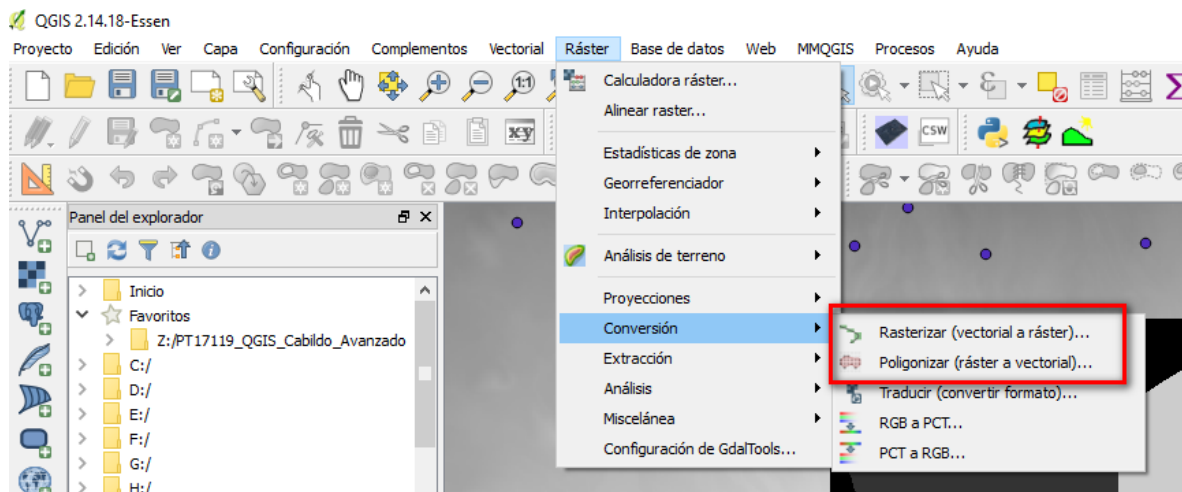 QGIS 2.14.18-Essen
Proyecto Edición Ver Capa Configuración Complementos Vectorial Ráster Base de datos Web MMQGIS Procesos Ayuda
1:1
xy
CSW
Calculadora ráster...
Alinear raster...
Estadísticas de zona
Georreferenciador
Interpolación
Análisis de terreno
Proyecciones
Conversión
Extracción
Análisis
Miscelánea
Configuración de GdalTools...
Rasterizar (vectorial a ráster)...
Poligonizar (ráster a vectorial)...
Traducir (convertir formato)...
RGB a PCT...
PCT a RGB...
Panel del explorador
Inicio
Favoritos
Z:/PT17119_QGIS_Cabildo_Avanzado
C:/
D:/
E:/
F:/
G:/
H:/